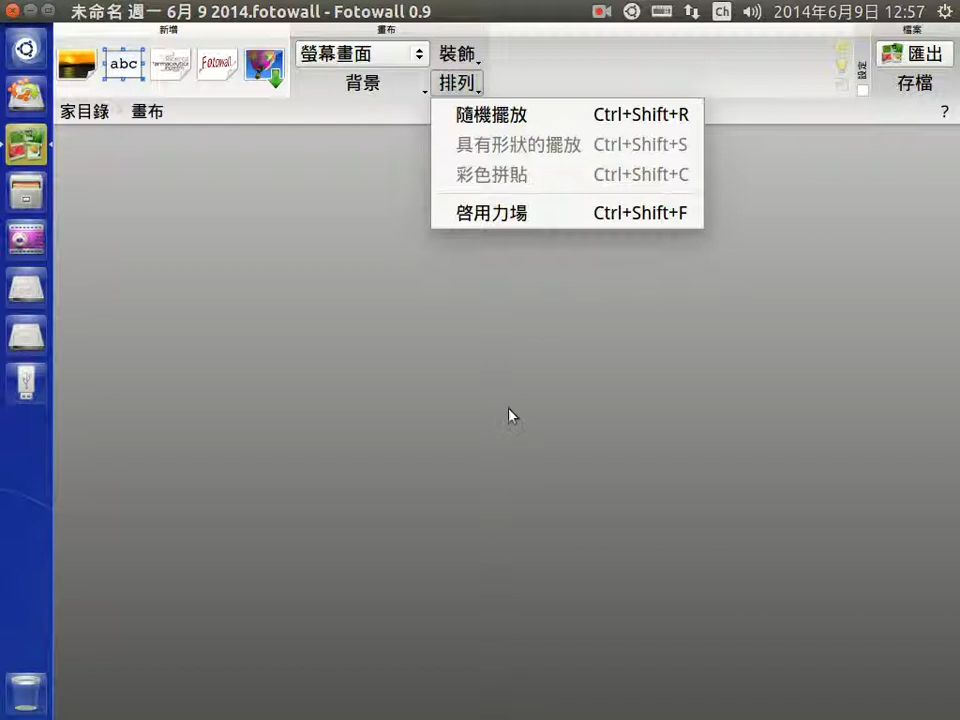 未命名 週一 6月 9 2014.fotowall - Fotowall 0.9
Ch
2014年6月9日 12:57
新增
畫布
檔案
abc
Fotowall
螢幕畫面
裝飾
背景
排列
設定
匯出
存檔
家目錄
畫布
?
隨機擺放 Ctrl+Shift+R
具有形狀的擺放 Ctrl+Shift+S
彩色拼貼 Ctrl+Shift+C
啓用力場 Ctrl+Shift+F